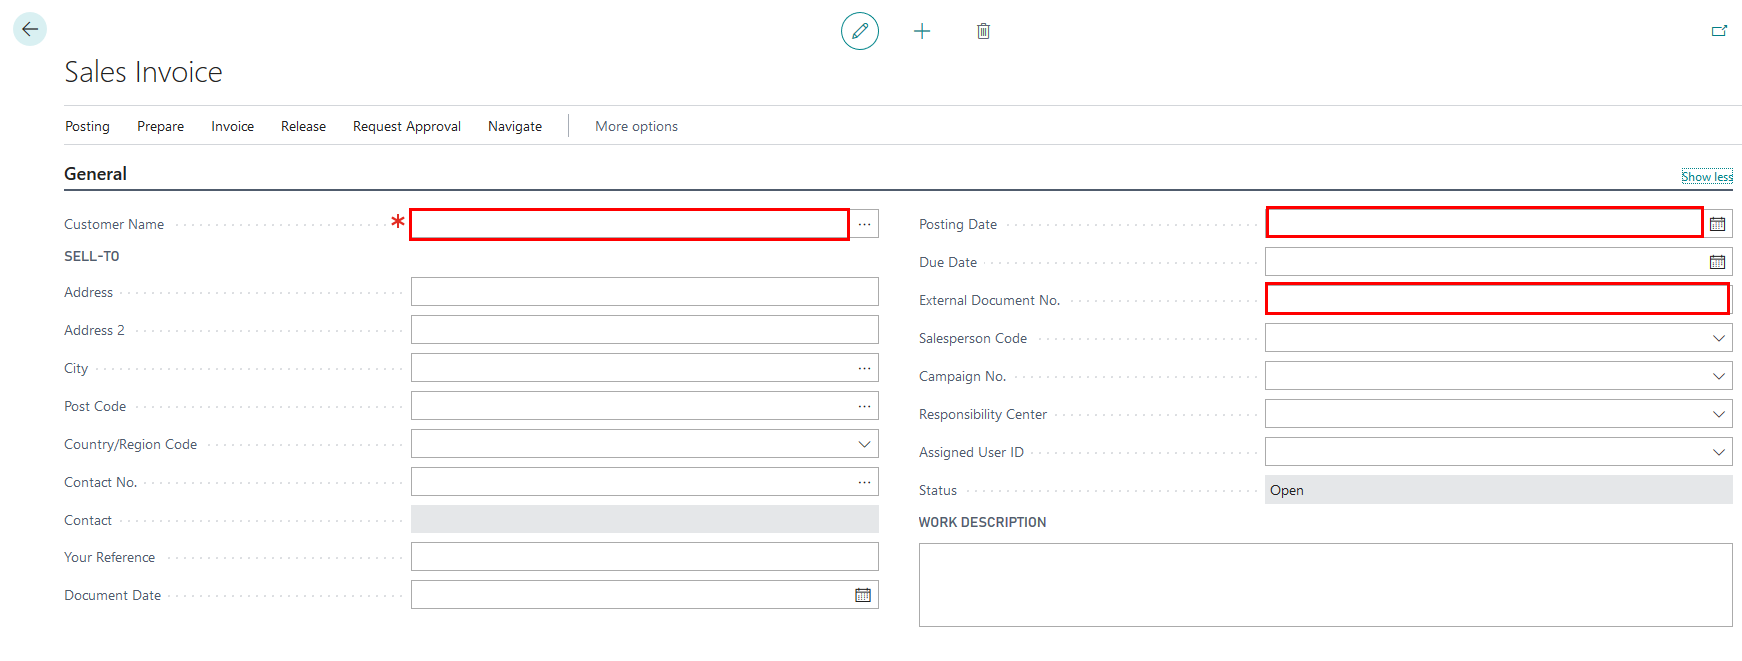 Sales Invoice
Posting Prepare Invoice Release Request Approval Navigate More options
General Show less
Customer Name *
SELL-TO
Address
Address 2
City
Post Code
Country/Region Code
Contact No.
Contact
Your Reference
Document Date
Posting Date
Due Date
External Document No.
Salesperson Code
Campaign No.
Responsibility Center
Assigned User ID
Status Open
WORK DESCRIPTION